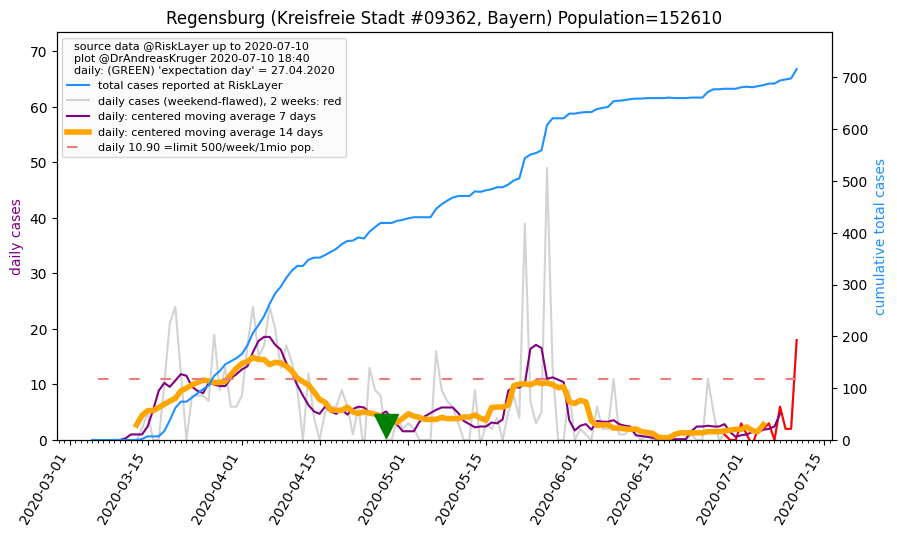 Regensburg (Kreisfreie Stadt #09362, Bayern) Population=152610
source data @RiskLayer up to 2020-07-10
plot @DrAndreasKruger 2020-07-10 18:40
daily: (GREEN) 'expectation day' = 27.04.2020
total cases reported at RiskLayer
daily cases (weekend-flawed), 2 weeks: red
daily: centered moving average 7 days
daily: centered moving average 14 days
daily 10.90 =limit 500/week/1mio pop.
daily cases
70
60
50
40
30
20
10
0
cumulative total cases
700
600
500
400
300
200
100
0
2020-03-01
2020-03-15
2020-04-01
2020-04-15
2020-05-01
2020-05-15
2020-06-01
2020-06-15
2020-07-01
2020-07-15